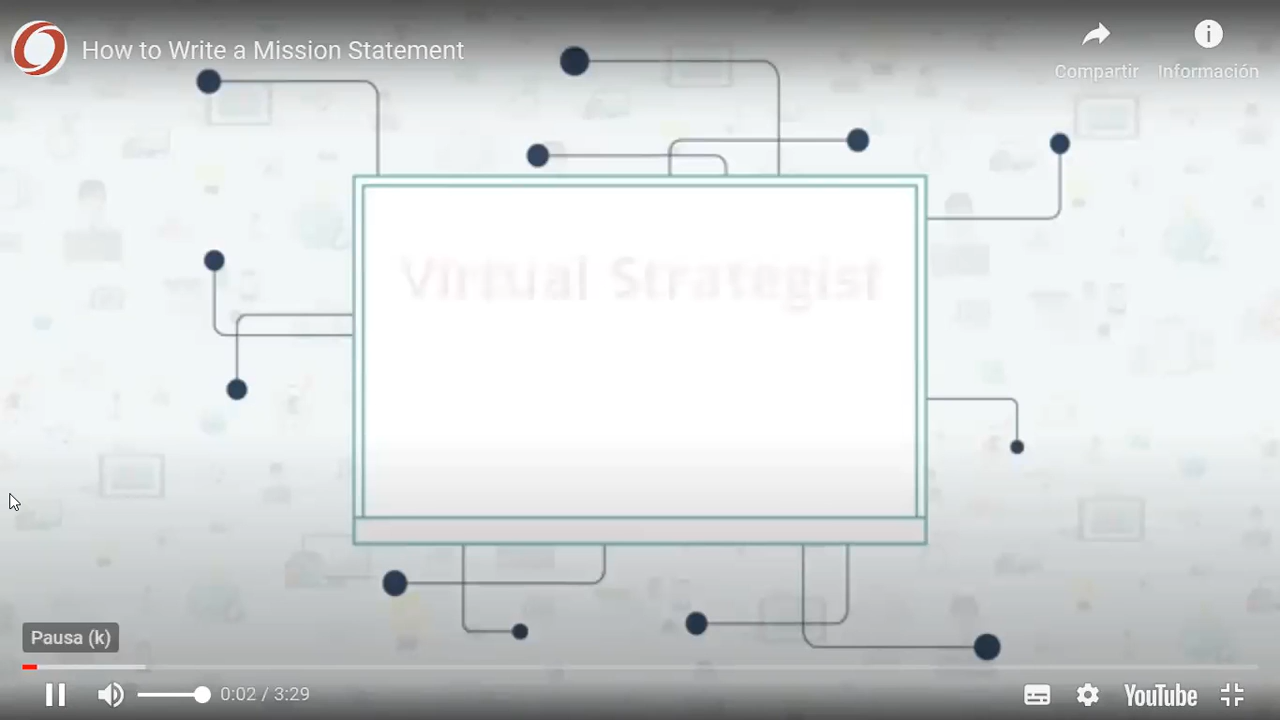 How to Write a Mission Statement
Compartir
Información
Virtual Strategist
Pausa (k)
0:02 / 3:29
YouTube